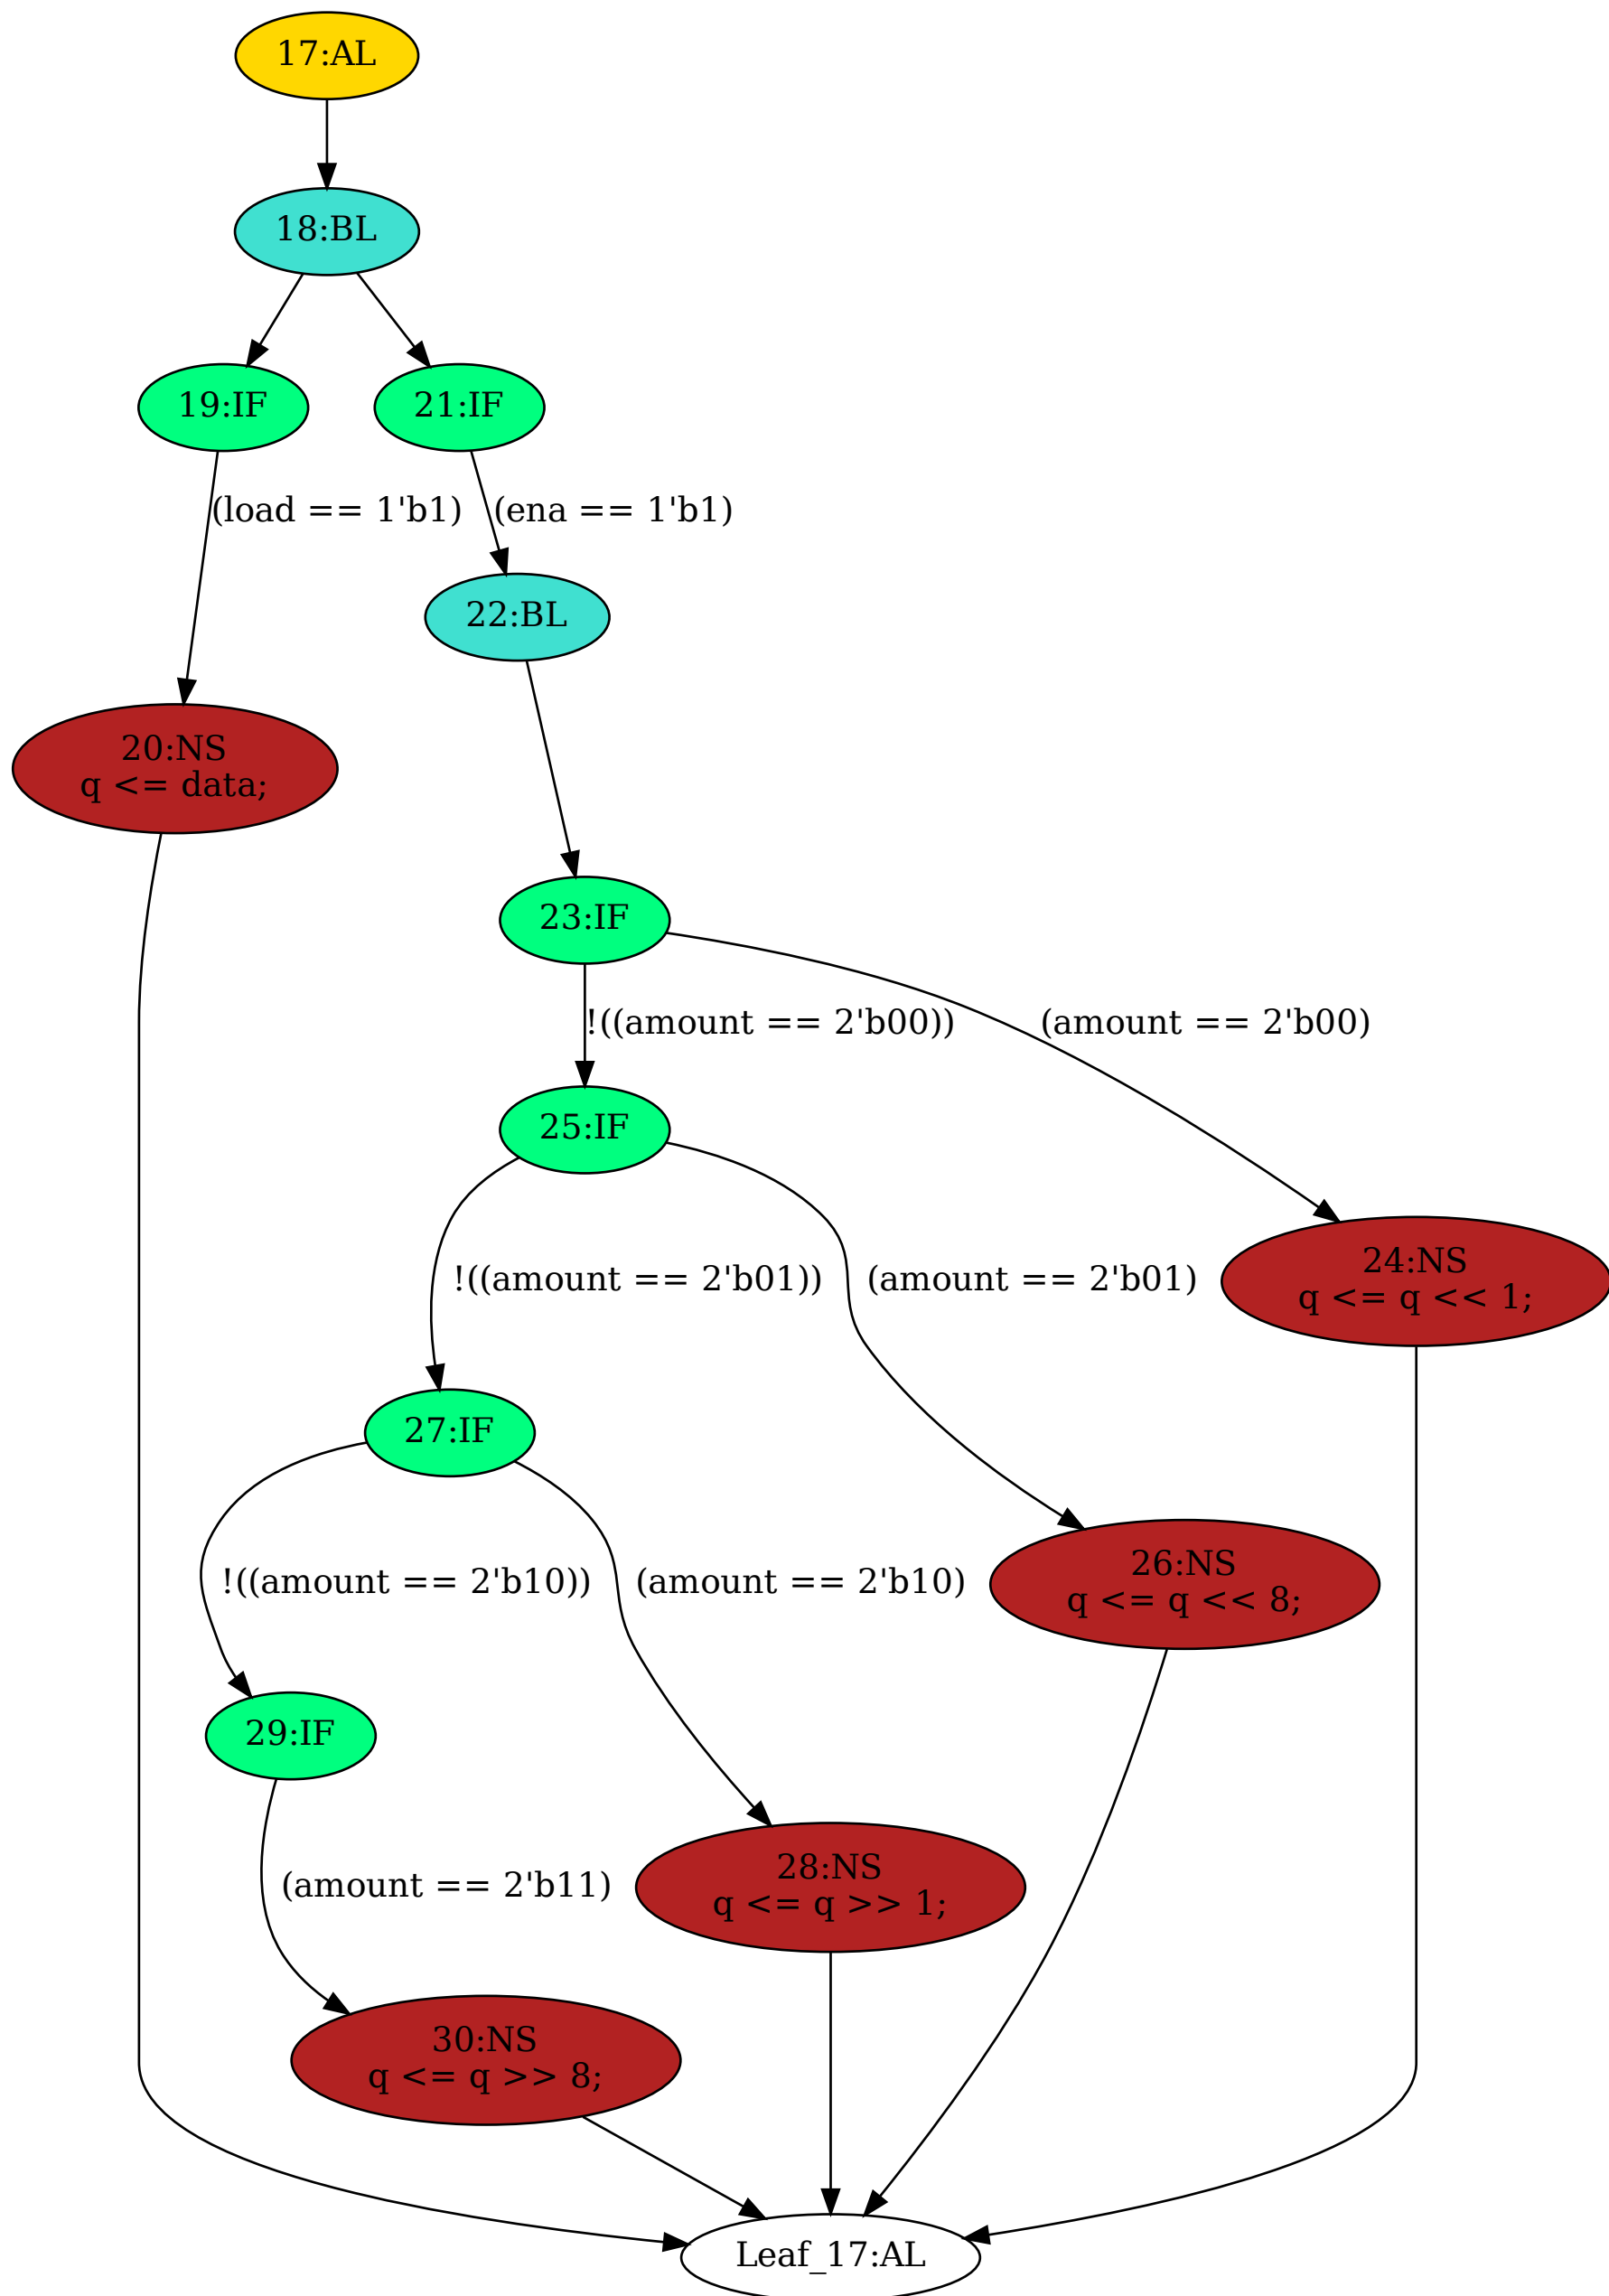 17:AL
18:BL
19:IF
21:IF
(load == 1'b1)
(ena == 1'b1)
22:BL
20:NS
q <= data;
23:IF
!((amount == 2'b00))
(amount == 2'b00)
25:IF
!((amount == 2'b01))
(amount == 2'b01)
24:NS
q <= q << 1;
27:IF
!((amount == 2'b10))
(amount == 2'b10)
26:NS
q <= q << 8;
29:IF
(amount == 2'b11)
28:NS
q <= q >> 1;
30:NS
q <= q >> 8;
Leaf_17:AL